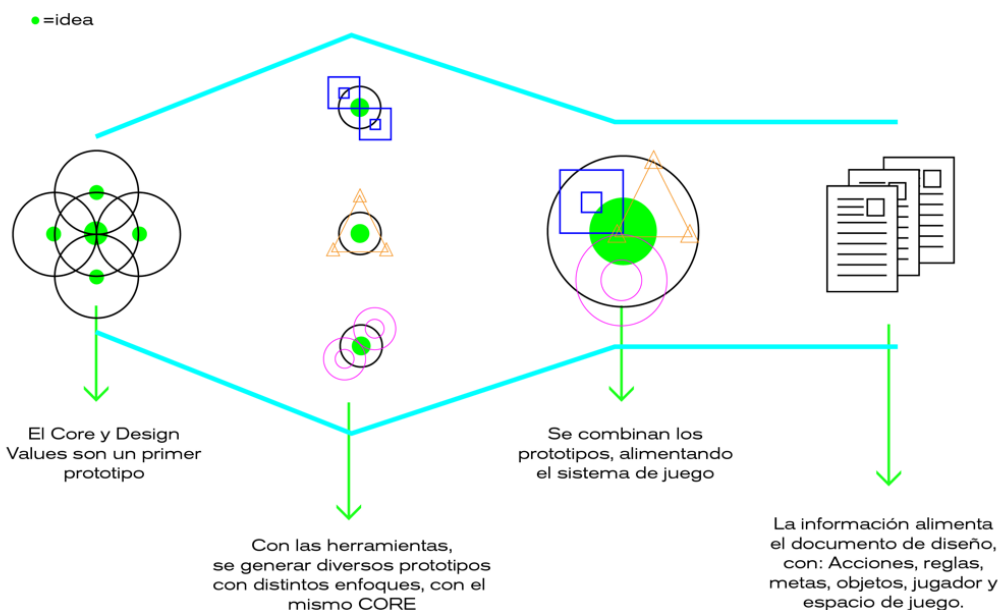 =idea
El Core y Design
Values son un primer
prototipo
Con las herramientas,
se generar diversos prototipos
con distintos enfoques, con el
mismo CORE
Se combinan los
prototipos, alimentando
el sistema de juego
La información alimenta
el documento de diseño,
con: Acciones, reglas,
metas, objetos, jugador y
espacio de juego.